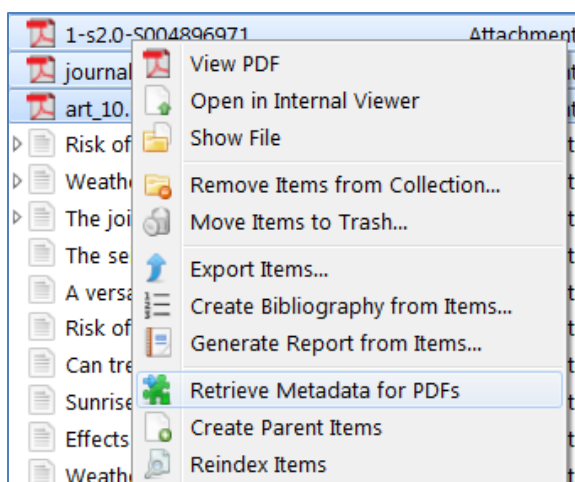 1-s2.0-S004896971 Attachment
journal
View PDF
art_10.
Open in Internal Viewer
Risk of
Show File
Weathe
Remove Items from Collection...
The joi
Move Items to Trash...
The se
Export Items...
A versa
Create Bibliography from Items...
Risk of
Generate Report from Items...
Can tre
Retrieve Metadata for PDFs
Sunrise
Create Parent Items
Effects
Reindex Items
Weath